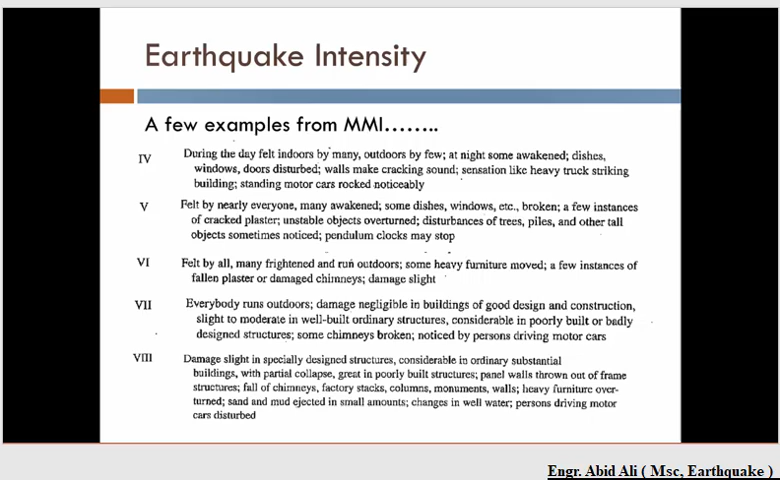 Earthquake Intensity
A few examples from MMI........
IV During the day felt indoors by many, outdoors by few; at night some awakened; dishes,
windows, doors disturbed; walls make cracking sound; sensation like heavy truck striking
building; standing motor cars rocked noticeably
V Felt by nearly everyone, many awakened; some dishes, windows, etc., broken; a few instances
of cracked plaster; unstable objects overturned; disturbances of trees, piles, and other tall
objects sometimes noticed; pendulum clocks may stop
VI Felt by all, many frightened and run outdoors; some heavy furniture moved; a few instances of
fallen plaster or damaged chimneys; damage slight
VII Everybody runs outdoors; damage negligible in buildings of good design and construction,
slight to moderate in well-built ordinary structures, considerable in poorly built or badly
designed structures; some chimneys broken; noticed by persons driving motor cars
VIII Damage slight in specially designed structures, considerable in ordinary substantial
buildings, with partial collapse, great in poorly built structures; panel walls thrown out of frame
structures; fall of chimneys, factory stacks, columns, monuments, walls; heavy furniture over-
turned; sand and mud ejected in small amounts; changes in well water; persons driving motor
cars disturbed
Engr. Abid Ali ( Msc, Earthquake )